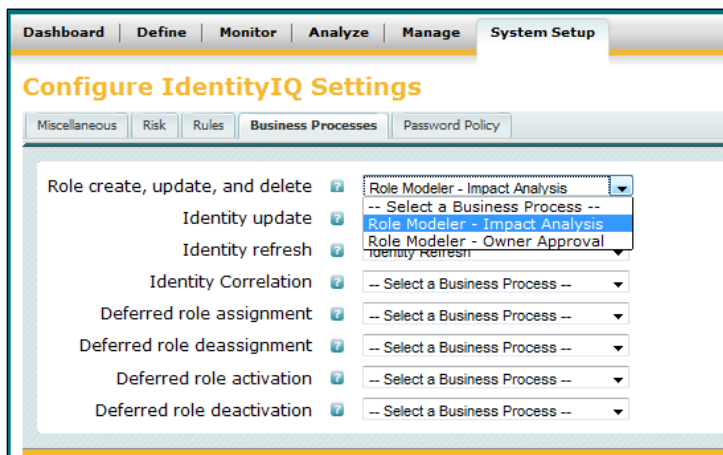 Dashboard | Define | Monitor | Analyze | Manage System Setup
Configure IdentityIQ Settings
Miscellaneous Risk Rules Business Processes Password Policy
Role create, update, and delete ? Role Modeler - Impact Analysis
-- Select a Business Process --
Identity update ? Role Modeler - Impact Analysis
Role Modeler - Owner Approval
Identity refresh ? Identity Refresh
Identity Correlation ? -- Select a Business Process --
Deferred role assignment ? -- Select a Business Process --
Deferred role deassignment ? -- Select a Business Process --
Deferred role activation ? -- Select a Business Process --
Deferred role deactivation ? -- Select a Business Process --